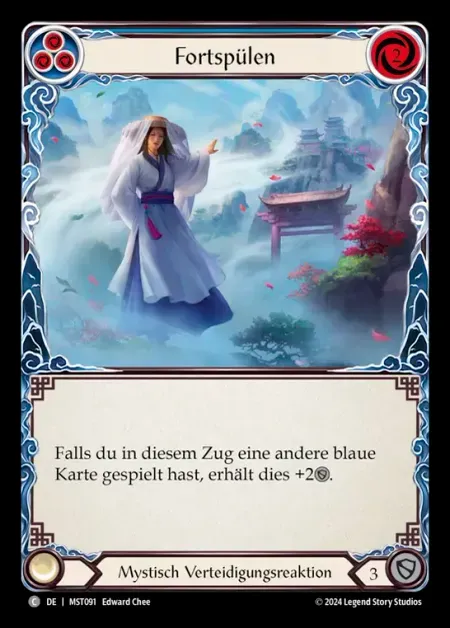 Fortspülen
2
Falls du in diesem Zug eine andere blaue
Karte gespielt hast, erhält dies +2.
Mystisch Verteidigungsreaktion
3
C DE | MST091 Edward Chee
© 2024 Legend Story Studios